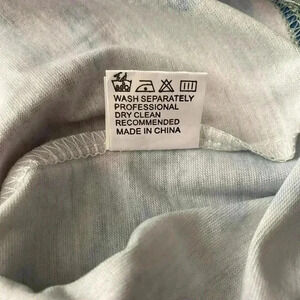 WASH SEPARATELY
PROFESSIONAL
DRY CLEAN
RECOMMENDED
MADE IN CHINA